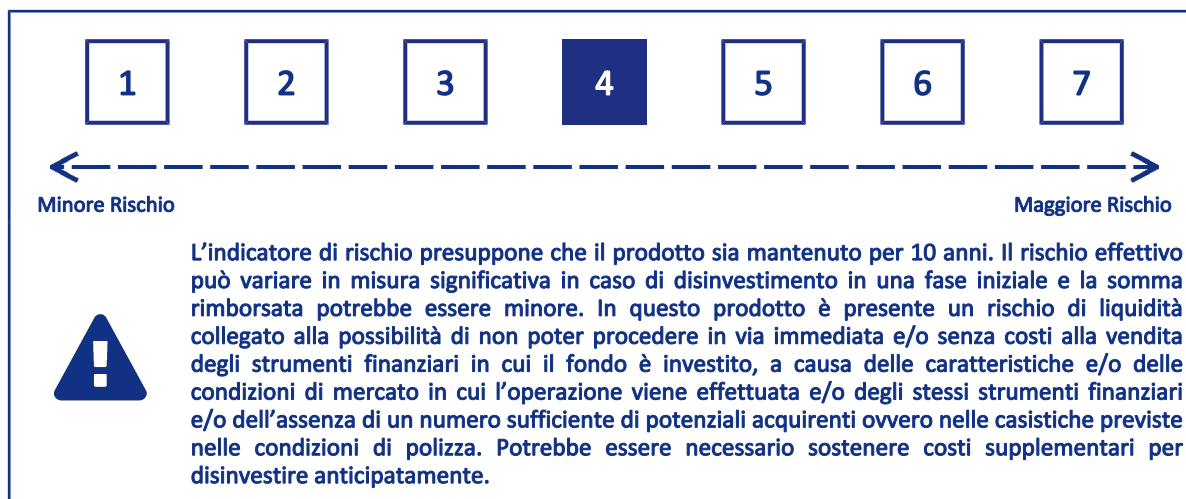 1 2 3 4 5 6 7
Minore Rischio Maggiore Rischio
L'indicatore di rischio presuppone che il prodotto sia mantenuto per 10 anni. Il rischio effettivo
può variare in misura significativa in caso di disinvestimento in una fase iniziale e la somma
rimborsata potrebbe essere minore. In questo prodotto è presente un rischio di liquidità
collegato alla possibilità di non poter procedere in via immediata e/o senza costi alla vendita
degli strumenti finanziari in cui il fondo è investito, a causa delle caratteristiche e/o delle
condizioni di mercato in cui l'operazione viene effettuata e/o degli stessi strumenti finanziari
e/o dell'assenza di un numero sufficiente di potenziali acquirenti ovvero nelle casistiche previste
nelle condizioni di polizza. Potrebbe essere necessario sostenere costi supplementari per
disinvestire anticipatamente.